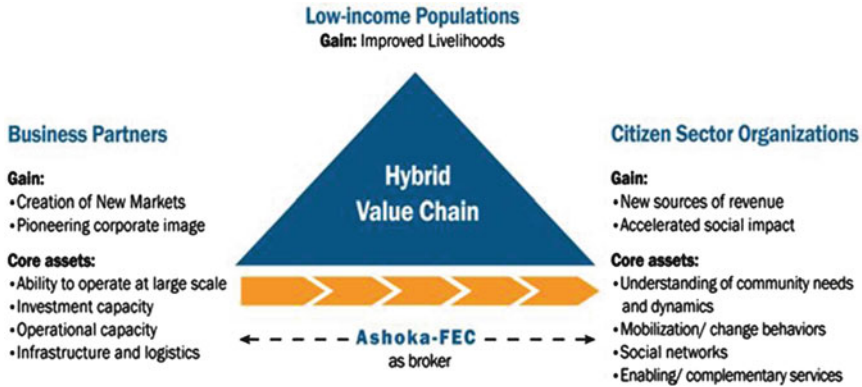 Low-income Populations
Gain: Improved Livelihoods
Business Partners
Gain:
•Creation of New Markets
•Pioneering corporate image
Core assets:
•Ability to operate at large scale
•Investment capacity
•Operational capacity
•Infrastructure and logistics
Hybrid
Value Chain
Ashoka-FEC
as broker
Citizen Sector Organizations
Gain:
•New sources of revenue
•Accelerated social impact
Core assets:
•Understanding of community needs
and dynamics
•Mobilization/ change behaviors
•Social networks
•Enabling/ complementary services